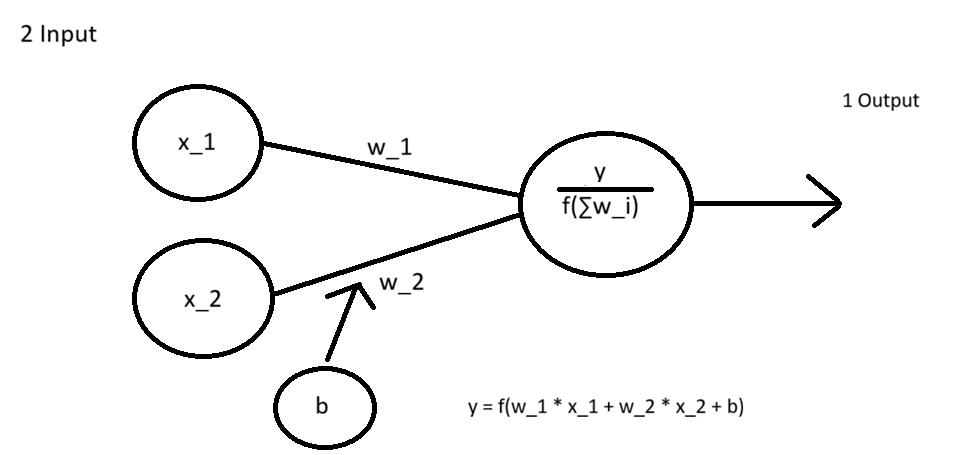 2 Input
1 Output
x_1
w_1
y
f(∑w_i)
x_2
w_2
b
y = f(w_1 * x_1 + w_2 * x_2 + b)